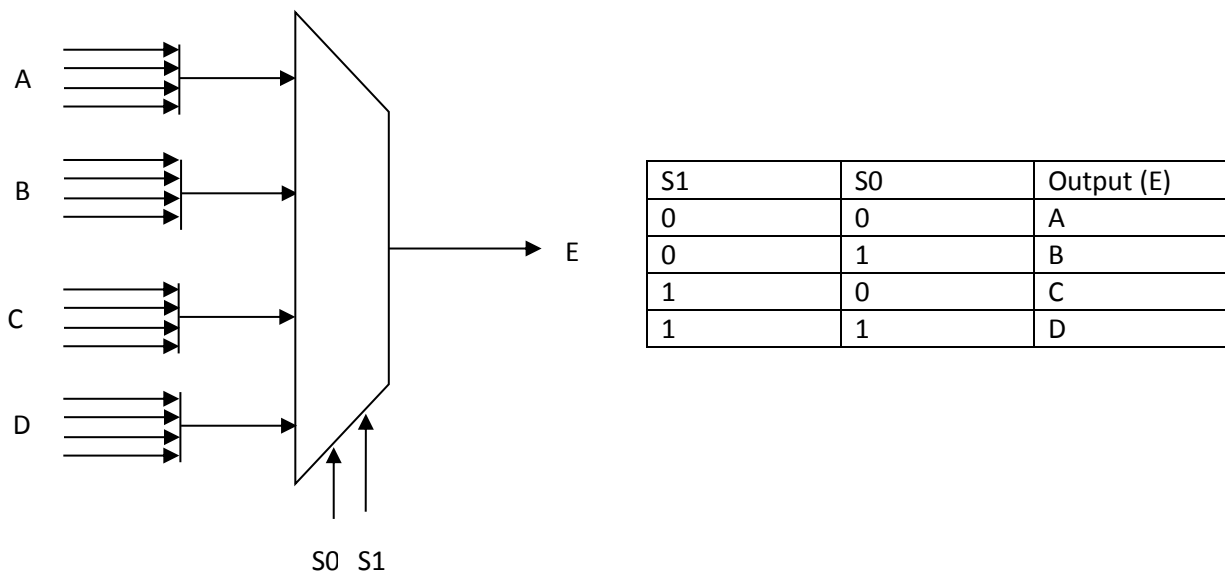 A
B
C
D
E
S0 S1
S1 S0 Output (E)
0 0 A
0 1 B
1 0 C
1 1 D